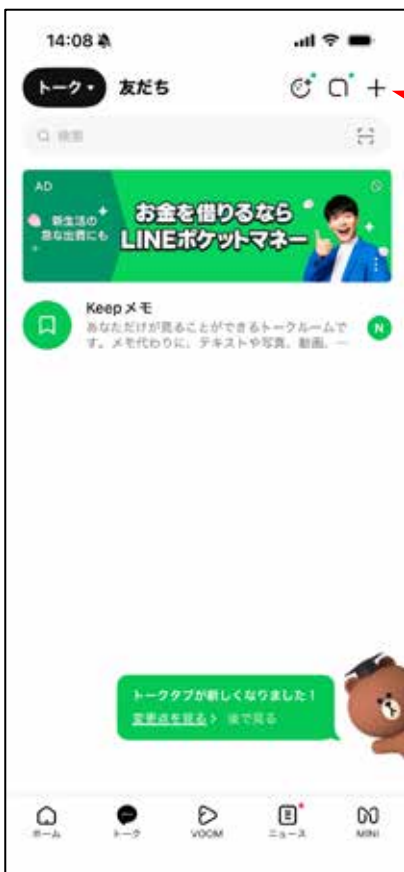 14:08
トーク
友だち
検索
AD
新生活の
急な出費にも
お金を借りるなら
LINEポケットマネー
Keepメモ
あなただけが見ることができるトークルームで
す。メモ代わりに、テキストや写真、動画、…
N
トークタブが新しくなりました！
変更点を見る> 後で見る
ホーム
トーク
VOOM
ニュース
MINI